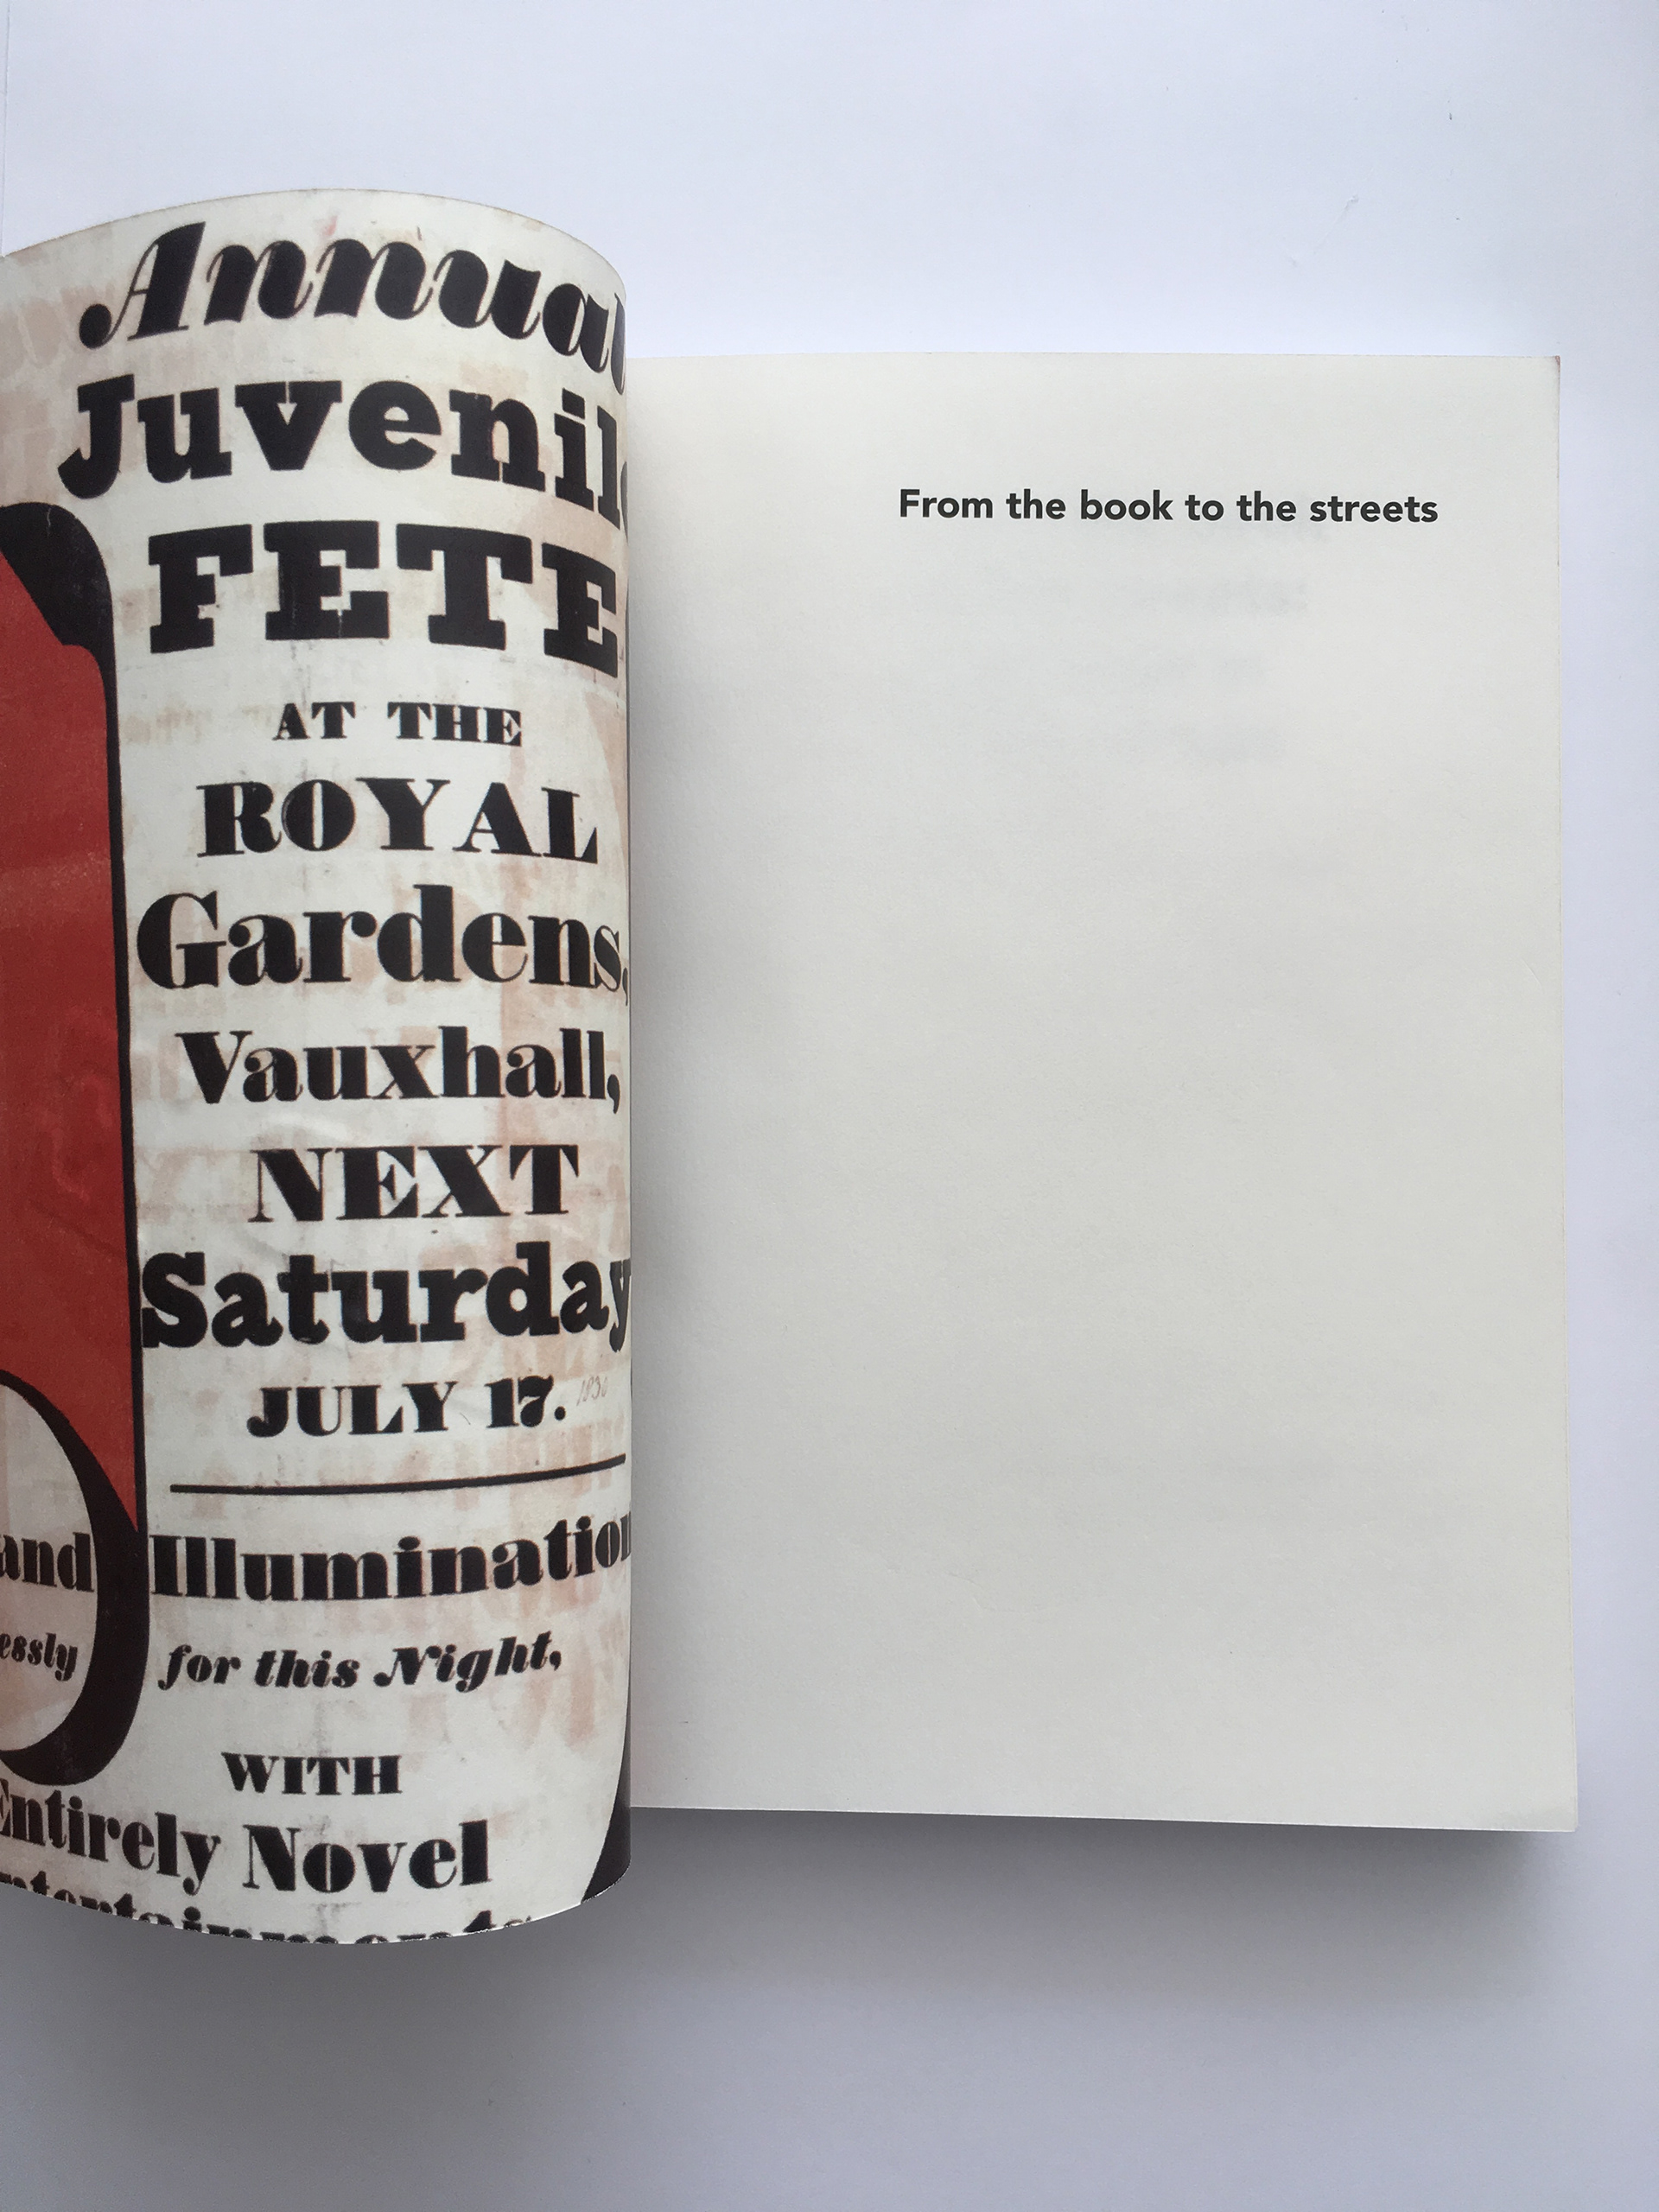 Annual
Juvenile
FETE
AT THE
ROYAL
Gardens,
Vauxhall,
NEXT
Saturday
JULY 17.
and Illumination
for this Night,
WITH
Entirely Novel
From the book to the streets